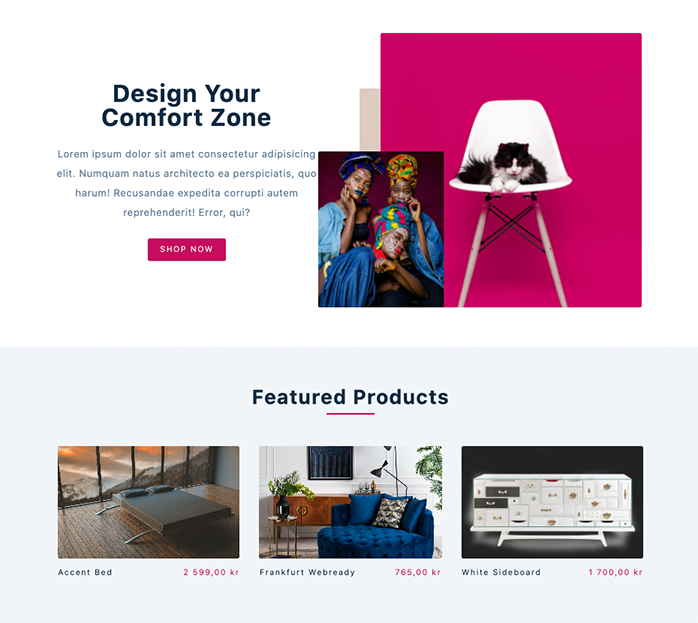 Design Your
Comfort Zone
Lorem ipsum dolor sit amet consectetur adipisicing
elit. Numquam natus architecto ea perspiciatis, quo
harum! Recusandae expedita corrupti autem
reprehenderit! Error, qui?
SHOP NOW
Featured Products
Accent Bed 2 599,00 kr
Frankfurt Webready 765,00 kr
White Sideboard 1 700,00 kr